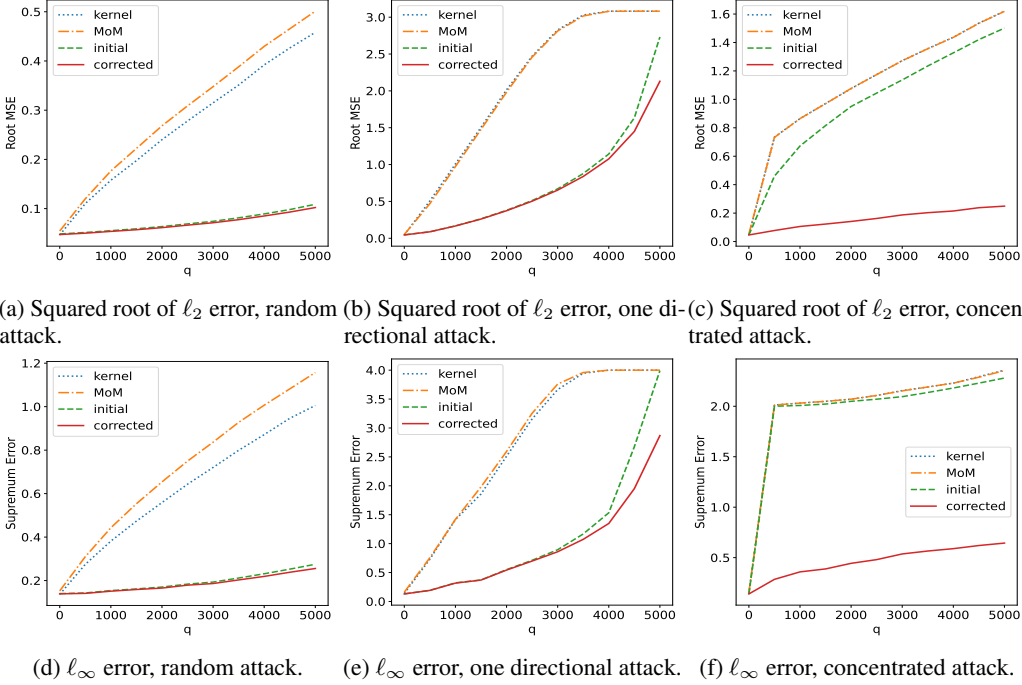 0.5
0.4
0.3
0.2
0.1
Root MSE
kernel
MoM
initial
corrected
0 1000 2000 3000 4000 5000
q
3.0
2.5
2.0
1.5
1.0
0.5
0.0
Root MSE
kernel
MoM
initial
corrected
0 1000 2000 3000 4000 5000
q
1.6
1.4
1.2
1.0
0.8
0.6
0.4
0.2
0.0
Root MSE
kernel
MoM
initial
corrected
0 1000 2000 3000 4000 5000
q
(a) Squared root of ℓ2 error, random
attack.
(b) Squared root of ℓ2 error, one di-
rectional attack.
(c) Squared root of ℓ2 error, concen
trated attack.
1.2
1.0
0.8
0.6
0.4
0.2
Supremum Error
kernel
MoM
initial
corrected
0 1000 2000 3000 4000 5000
q
4.0
3.5
3.0
2.5
2.0
1.5
1.0
0.5
0.0
Supremum Error
kernel
MoM
initial
corrected
0 1000 2000 3000 4000 5000
q
2.0
1.5
1.0
0.5
Supremum Error
kernel
MoM
initial
corrected
0 1000 2000 3000 4000 5000
q
(d) ℓ∞ error, random attack.
(e) ℓ∞ error, one directional attack.
(f) ℓ∞ error, concentrated attack.